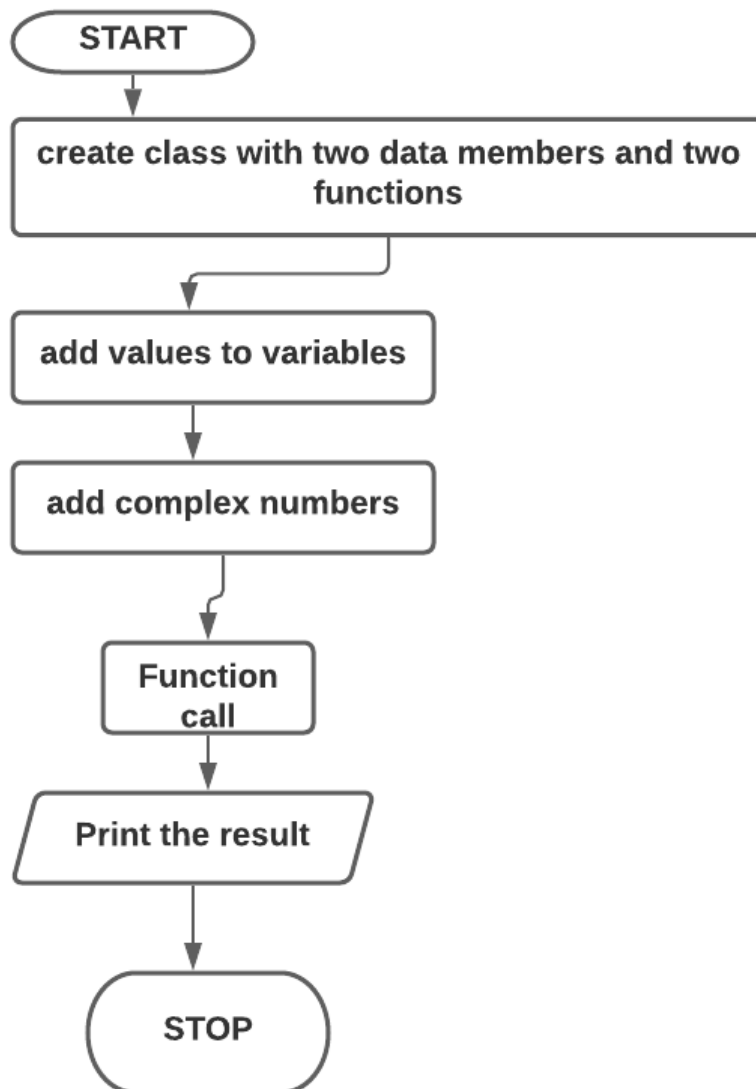 START
create class with two data members and two
functions
add values to variables
add complex numbers
Function
call
Print the result
STOP